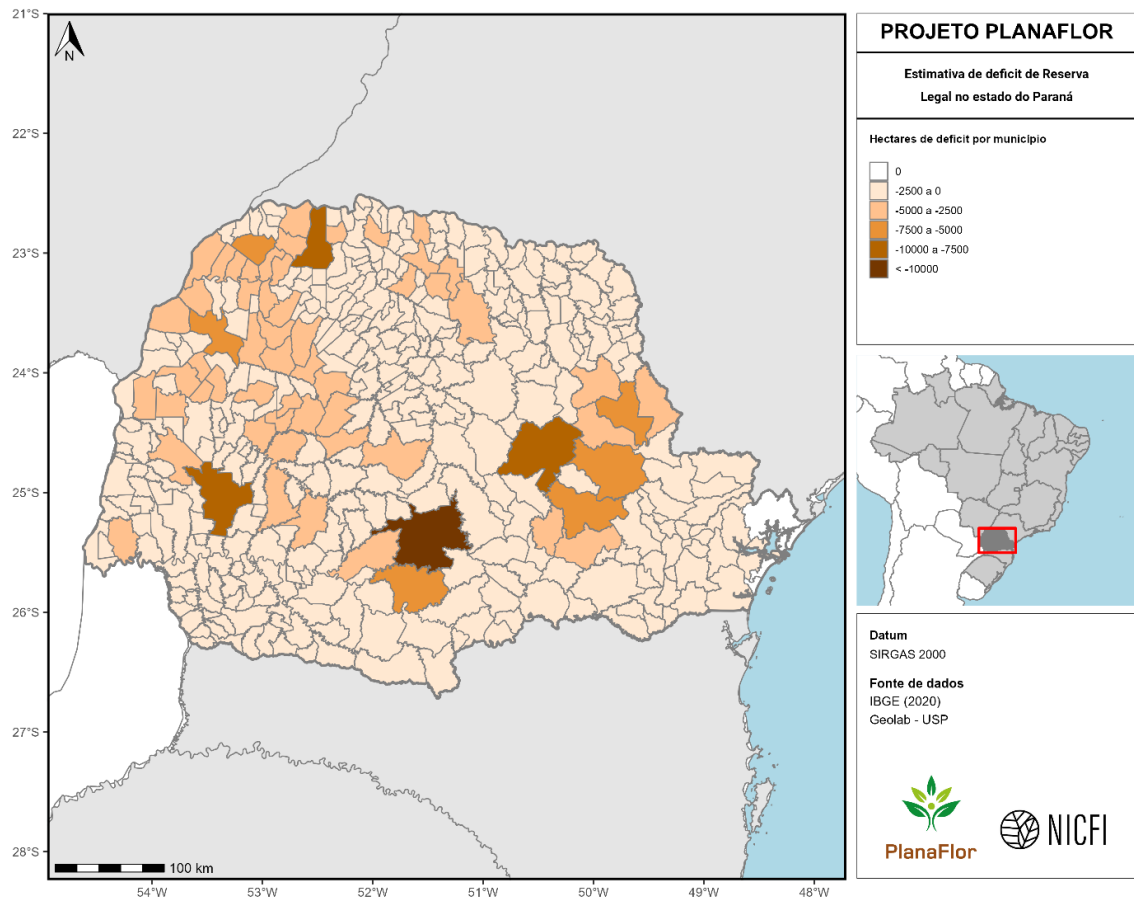 21°S
22°S
23°S
24°S
25°S
26°S
27°S
28°S
N
100 km
54°W
53°W
52°W
51°W
50°W
49°W
48°W
PROJETO PLANAFLOR
Estimativa de deficit de Reserva
Legal no estado do Paraná
Hectares de deficit por município
0
-2500 a 0
-5000 a -2500
-7500 a -5000
-10000 a -7500
< -10000
Datum
SIRGAS 2000
Fonte de dados
IBGE (2020)
Geolab - USP
PlanaFlor
NICFI